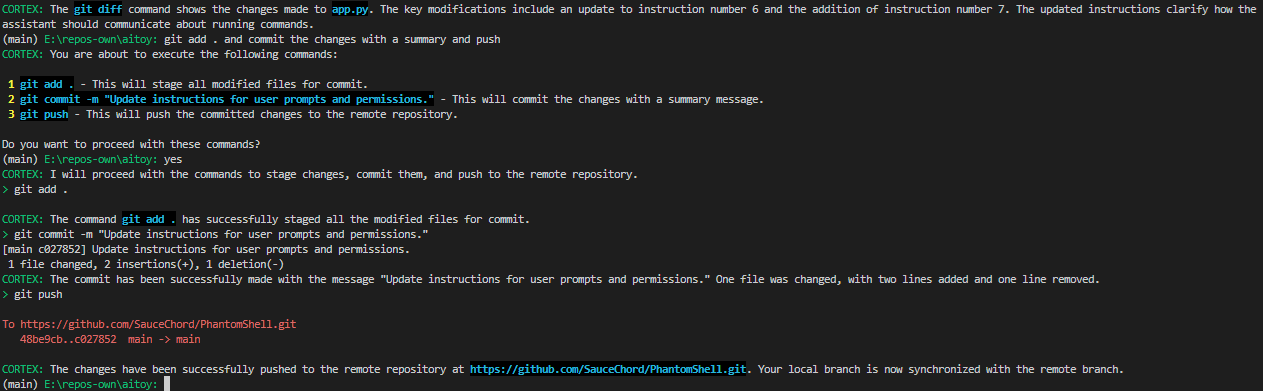 CORTEX: The git diff command shows the changes made to app.py. The key modifications include an update to instruction number 6 and the addition of instruction number 7. The updated instructions clarify how the
assistant should communicate about running commands.
(main) E:\repos-own\aitoy: git add . and commit the changes with a summary and push
CORTEX: You are about to execute the following commands:
1 git add . - This will stage all modified files for commit.
2 git commit -m "Update instructions for user prompts and permissions." - This will commit the changes with a summary message.
3 git push - This will push the committed changes to the remote repository.
Do you want to proceed with these commands?
(main) E:\repos-own\aitoy: yes
CORTEX: I will proceed with the commands to stage changes, commit them, and push to the remote repository.
> git add .
CORTEX: The command git add . has successfully staged all the modified files for commit.
> git commit -m "Update instructions for user prompts and permissions."
[main c027852] Update instructions for user prompts and permissions.
1 file changed, 2 insertions(+), 1 deletion(-)
CORTEX: The commit has been successfully made with the message "Update instructions for user prompts and permissions." One file was changed, with two lines added and one line removed.
> git push
To https://github.com/SauceChord/PhantomShell.git
48be9cb..c027852  main -> main
CORTEX: The changes have been successfully pushed to the remote repository at https://github.com/SauceChord/PhantomShell.git. Your local branch is now synchronized with the remote branch.
(main) E:\repos-own\aitoy: